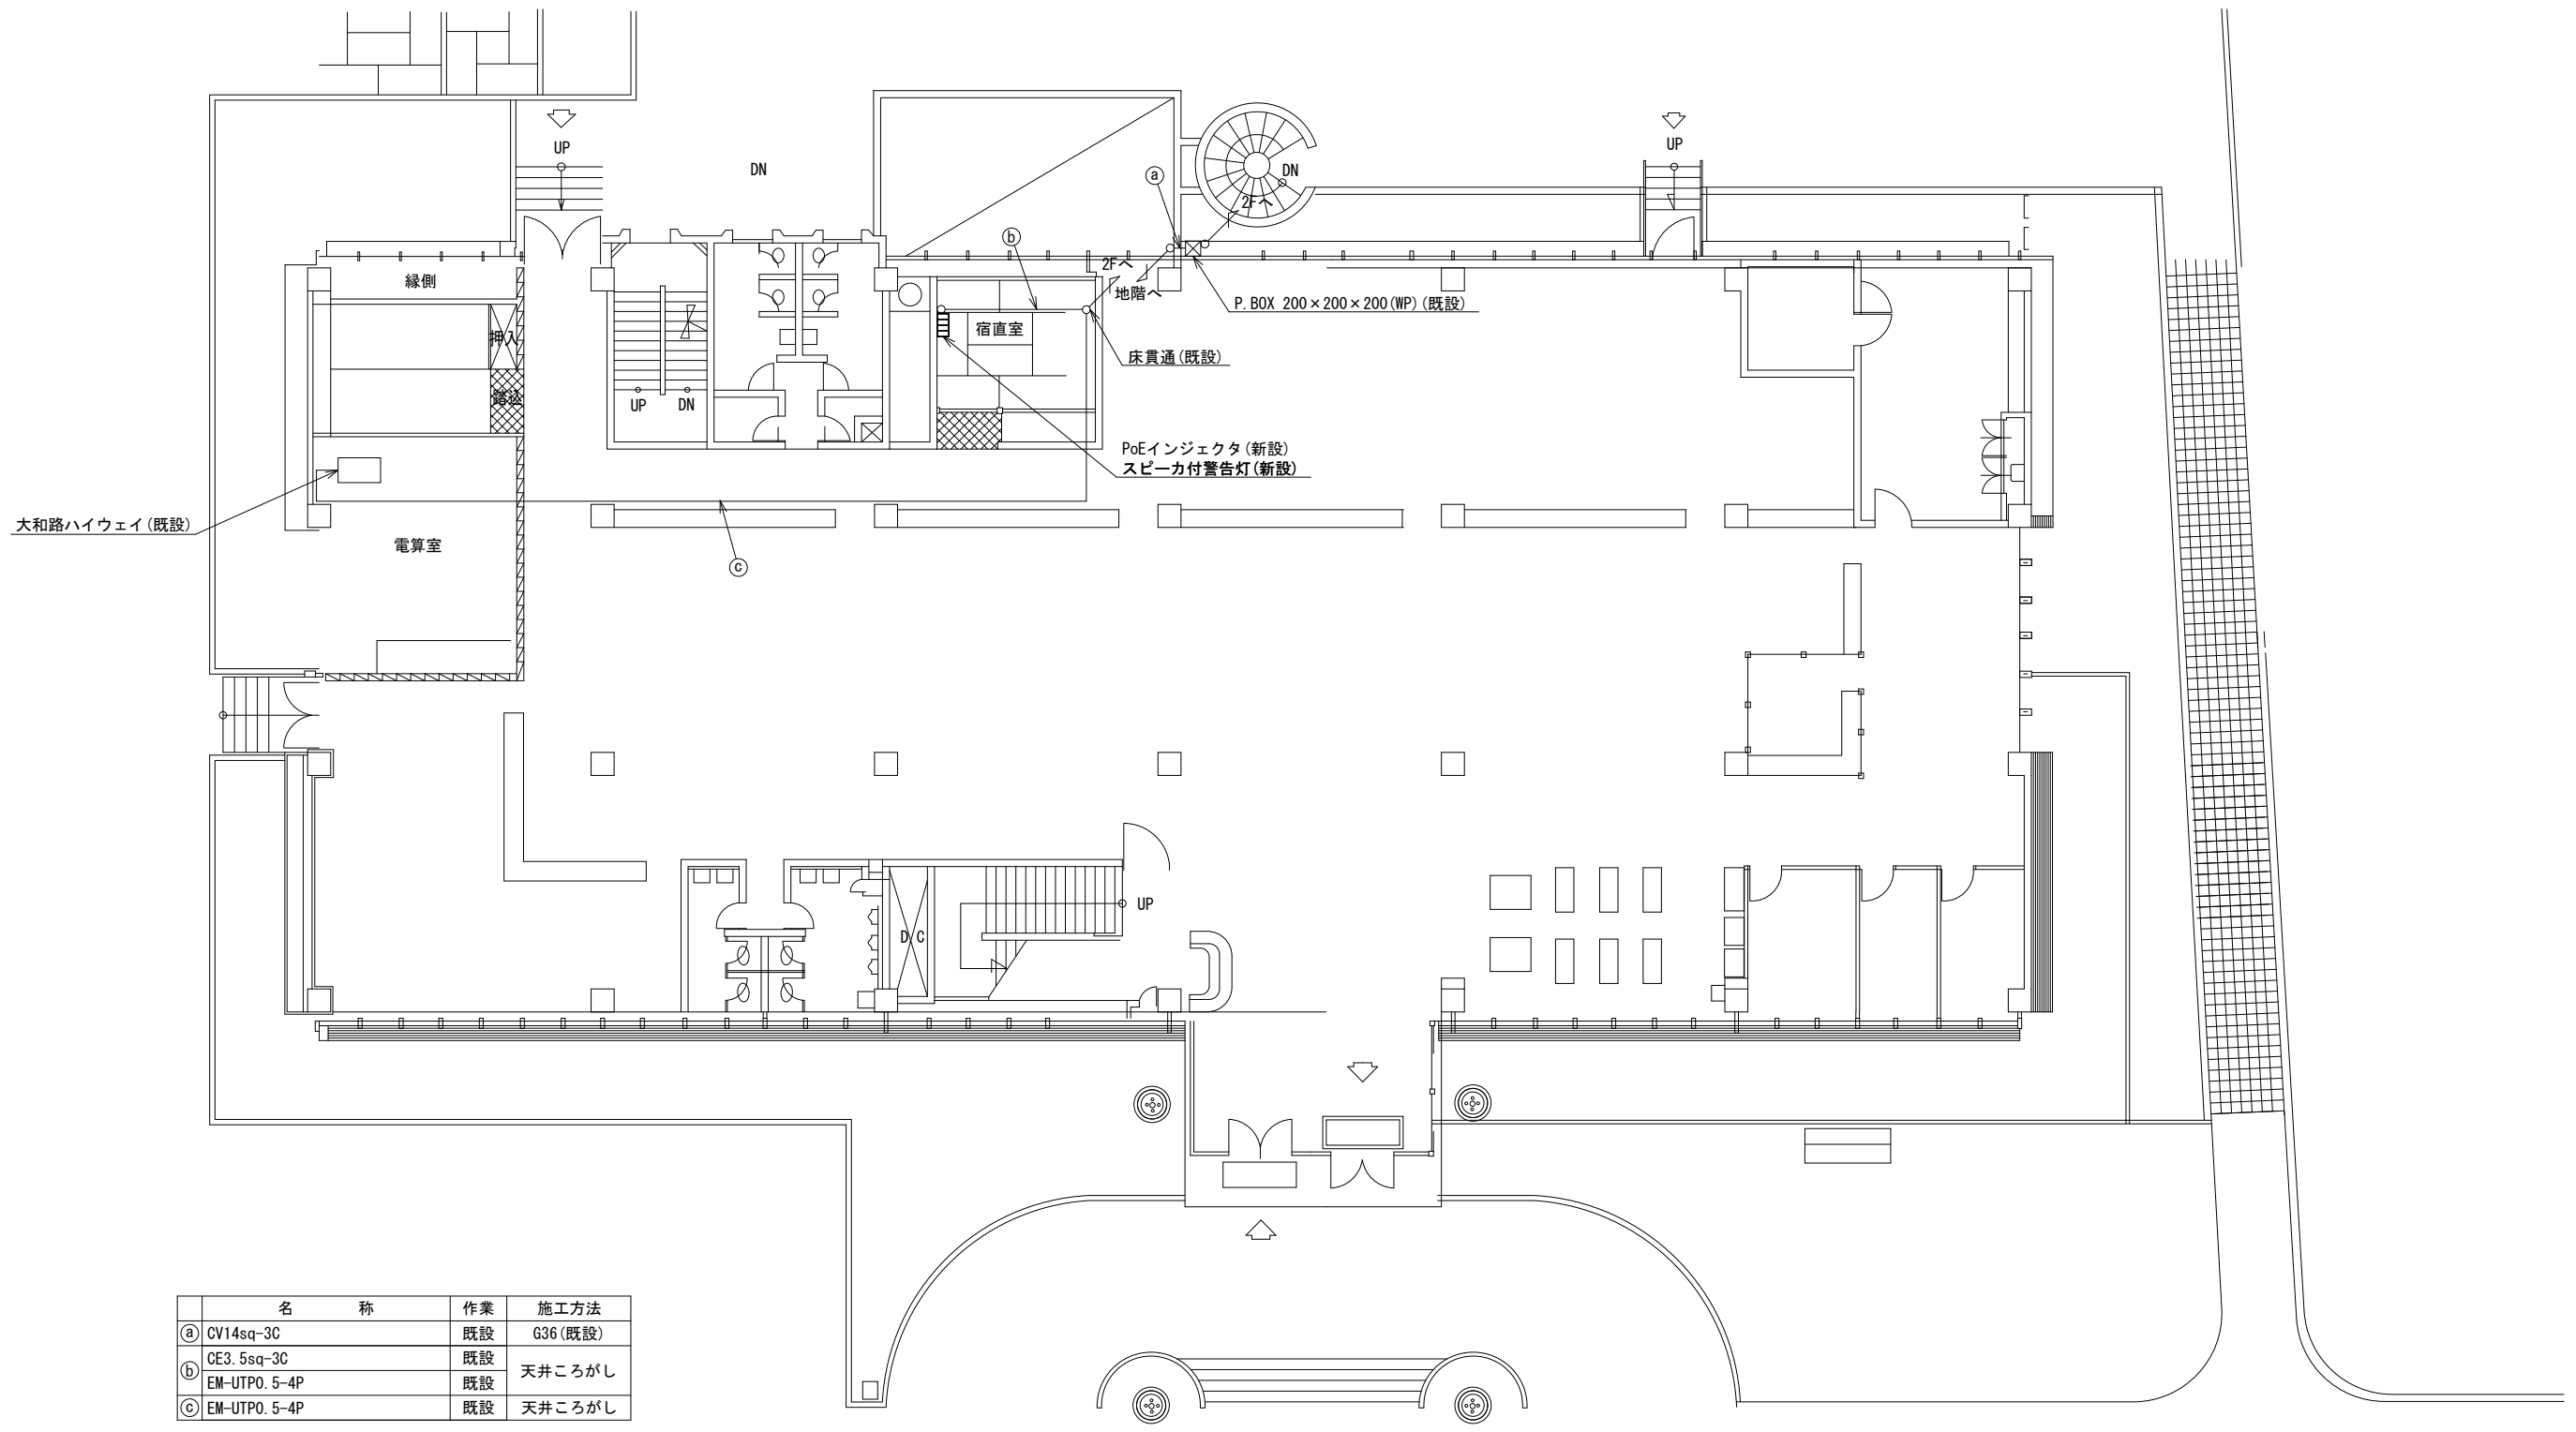 UP
DN
UP
ⓐ
DN
2Fへ
ⓑ
2Fへ
地階へ
縁側
P.BOX 200×200×200(WP)(既設)
押入
宿直室
床貫通(既設)
踏込
UP
DN
PoEインジェクタ(新設)
スピーカ付警告灯(新設)
大和路ハイウェイ(既設)
電算室
ⓒ
UP
D C
名 称 作業 施工方法
ⓐ CV14sq-3C 既設 G36(既設)
ⓑ CE3.5sq-3C 既設 天井ころがし
EM-UTP0.5-4P 既設
ⓒ EM-UTP0.5-4P 既設 天井ころがし